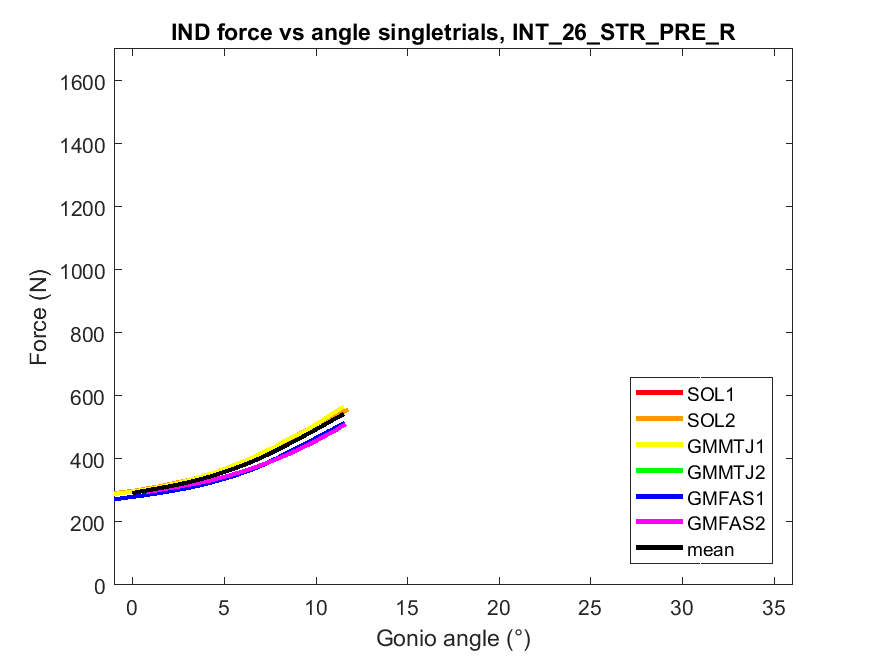 IND force vs angle singletrials, INT_26_STR_PRE_R
1600
1400
1200
1000
800
600
400
200
0
Force (N)
0 5 10 15 20 25 30 35
Gonio angle (°)
SOL1
SOL2
GMMTJ1
GMMTJ2
GMFAS1
GMFAS2
mean